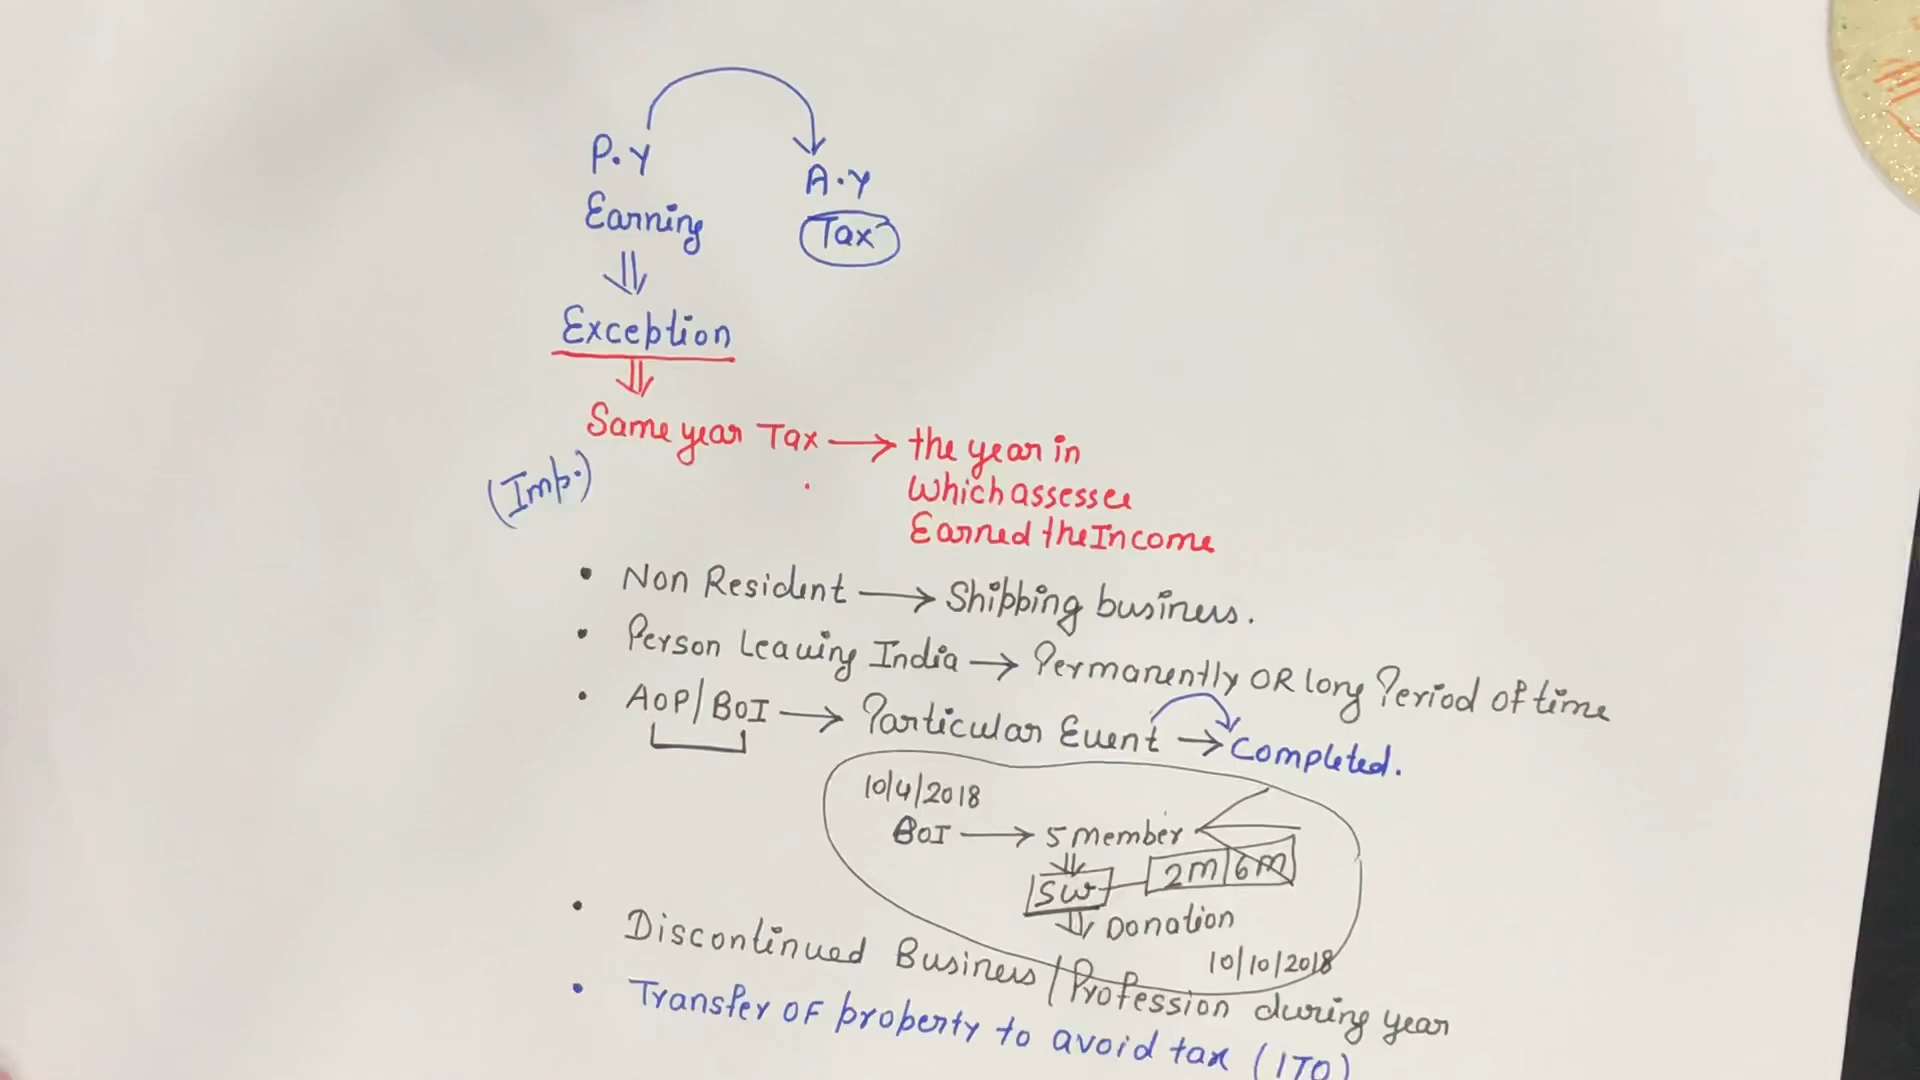 P.Y
A.Y
Earning
Tax
Exception
Same year Tax → the year in
which assessee
Earned the Income
(Imp.)
• Non Resident → Shipping business.
• Person Leaving India → Permanently OR long Period of time
• AOP/BOI → Particular Event → Completed.
10/4/2018
BOI → 5 member
2M 6M
SW
Donation
10/10/2018
• Discontinued Business/Profession during year
• Transfer of property to avoid tax (ITO)